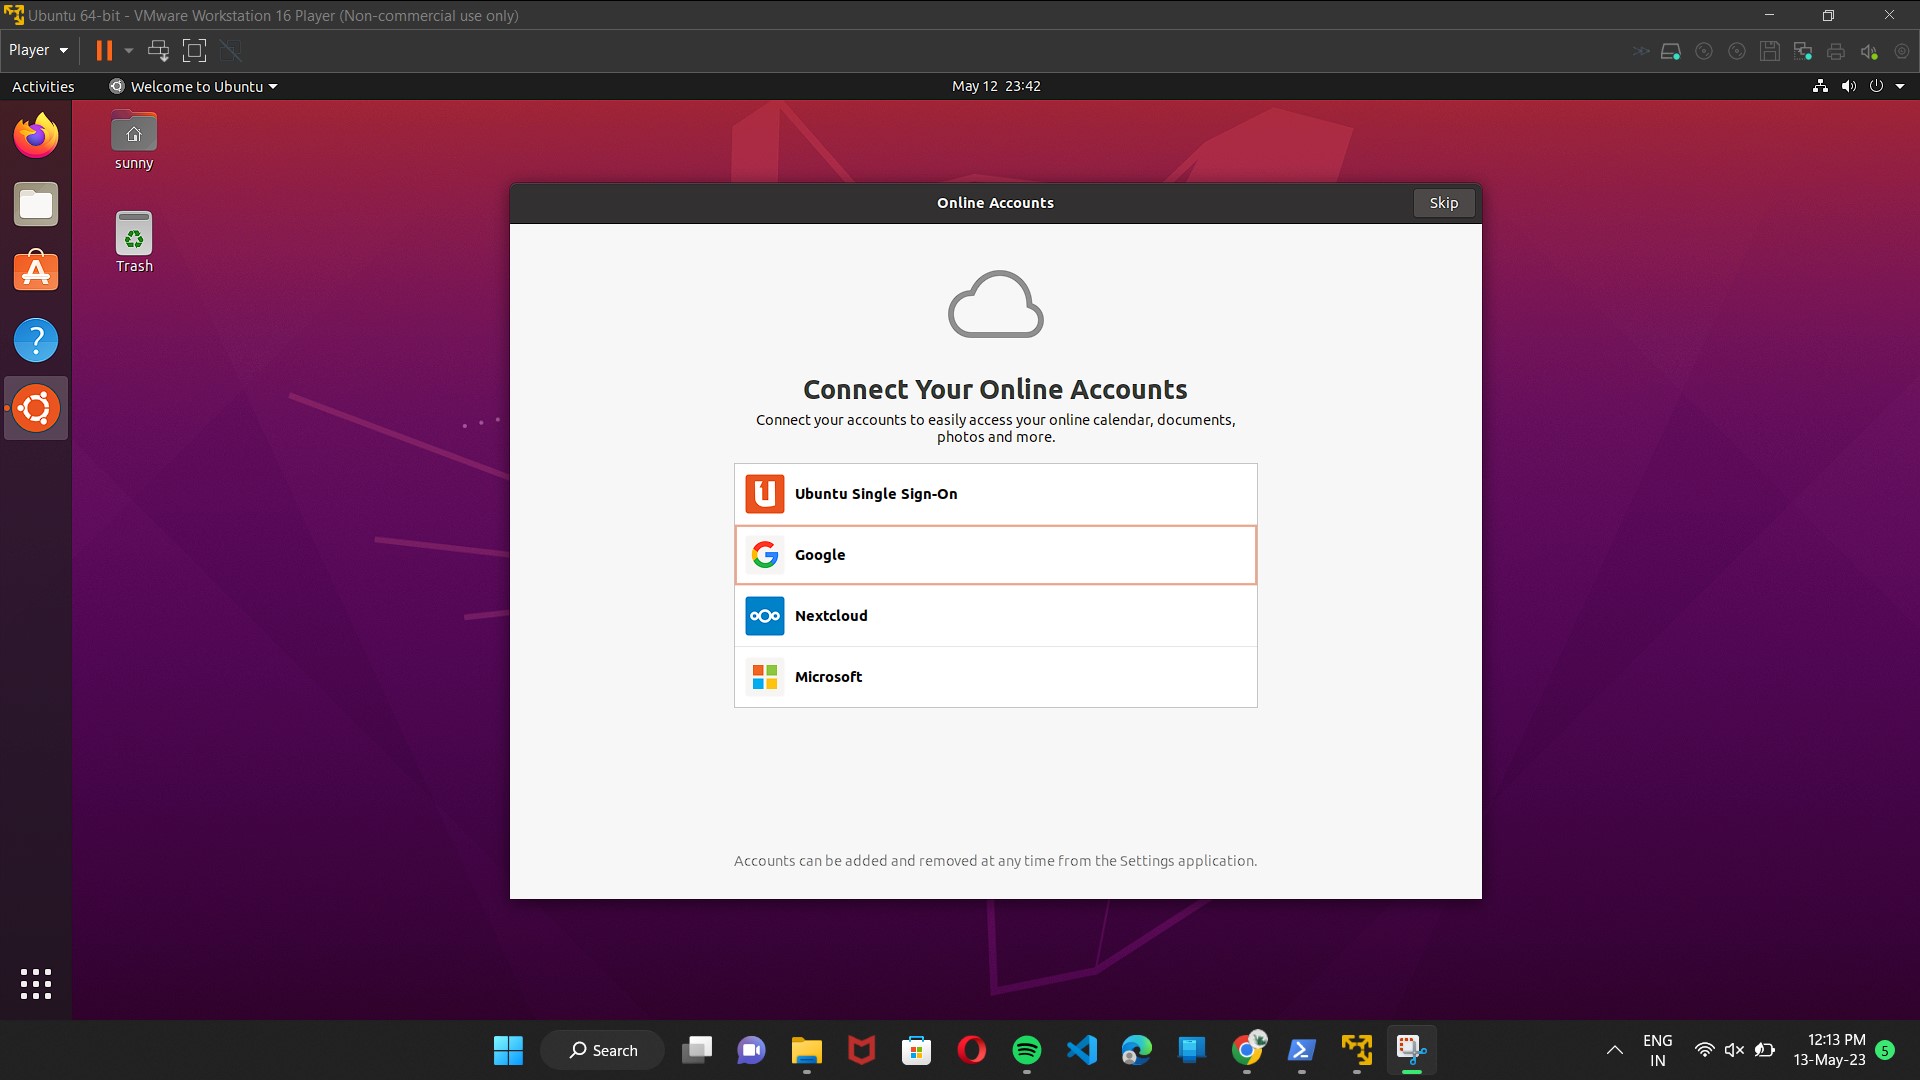 Ubuntu 64-bit - VMware Workstation 16 Player (Non-commercial use only)
Player
Activities
Welcome to Ubuntu
May 12 23:42
sunny
Trash
Online Accounts
Skip
Connect Your Online Accounts
Connect your accounts to easily access your online calendar, documents,
photos and more.
Ubuntu Single Sign-On
Google
Nextcloud
Microsoft
Accounts can be added and removed at any time from the Settings application.
Search
ENG
IN
12:13 PM
13-May-23
5